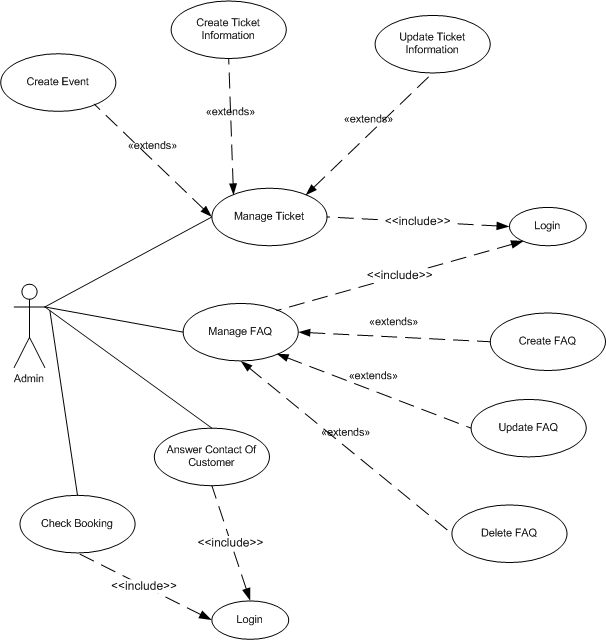 Create Ticket
Information
Update Ticket
Information
Create Event
«extends»
«extends»
«extends»
Manage Ticket
<<include>>
Login
<<include>>
Admin
Manage FAQ
«extends»
Create FAQ
«extends»
Update FAQ
«extends»
Answer Contact Of
Customer
Check Booking
Delete FAQ
<<include>>
<<include>>
Login